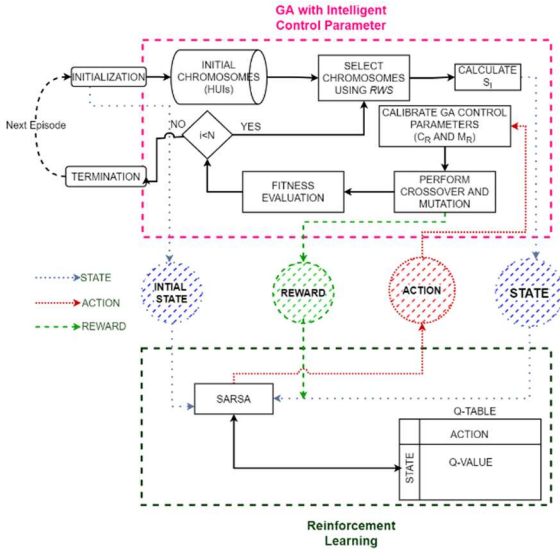 GA with Intelligent
Control Parameter
INITIALIZATION
INITIAL
CHROMOSOMES
(HUIs)
SELECT
CHROMOSOMES
USING RWS
CALCULATE
SI
CALIBRATE GA CONTROL
PARAMETERS
(CR AND MR)
Next Episode
NO
i<N
YES
TERMINATION
FITNESS
EVALUATION
PERFORM
CROSSOVER AND
MUTATION
STATE
ACTION
REWARD
INTIAL
STATE
REWARD
ACTION
STATE
SARSA
Q-TABLE
ACTION
STATE
Q-VALUE
Reinforcement
Learning